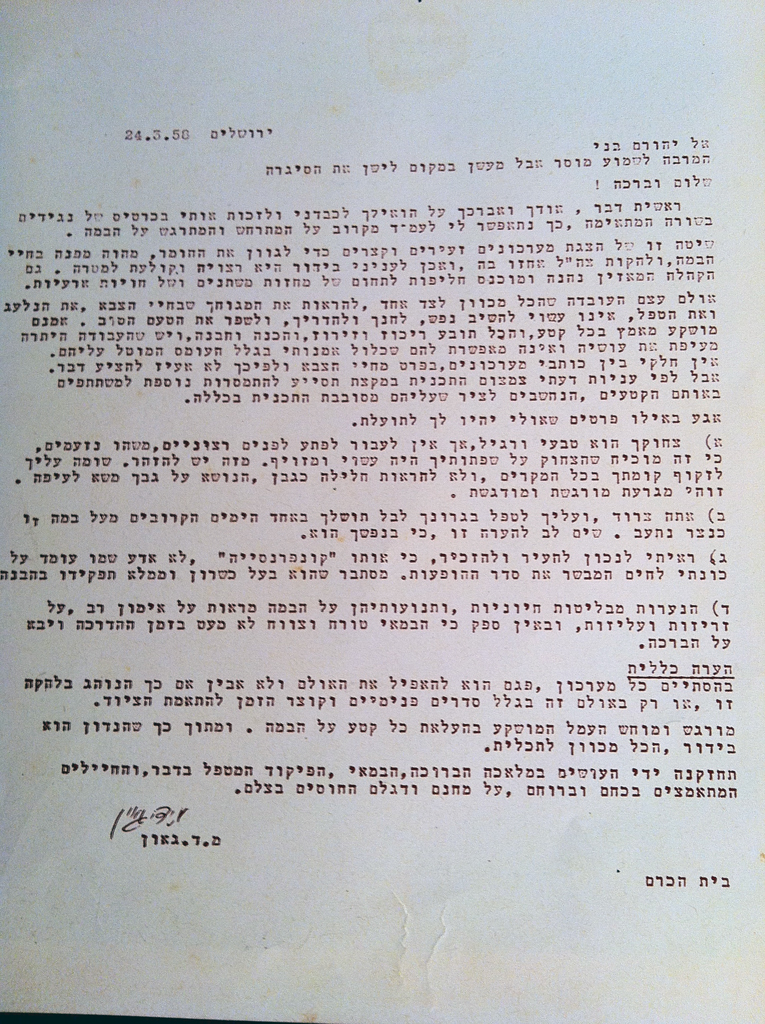 ירושלים 24.3.58
אל יהורם בני
המרבה לשמוע מוסר אבל מעשן במקום לישן את הסיגרה
שלום וברכה !
ראשית דבר , אודך ואברכך על הואילך לכבדני ולזכות אותי בכרטיס של נגידים
בשורה המתאימה ,כך נתאפשר לי לעמוד מקרוב על המתרחש והמתרגש על הבמה .
שיטה זו של הצגת מערכונים זעירים וקצרים כדי לגוון את החומר, מהוה מפנה בחיי
הבמה,ולהקות צה"ל אחזו בה ,ואכן לעניני בידור היא רצויה וקולעת למטרה . גם
הקהלה המאזין נהנה ומוכנס חליפות לתחום של מחזות משתנים ושל חויות ארעיות.
אולם עצם העובדה שהכל מכוון לצד אחד ,להראות את המגוחך שבחיי הצבא ,את הנלעג
ואת הטפל, אינו עשוי להשיב נפש, לחנך ולהדריך, ולשפר את הטעם הטוב . אמנם
מושקע מאמץ בכל קטע,והכל תובע ריכוז וזירוז,והכנה וחבנה,ויש שהעבודה היתרה
מעיפת את עושיה ואינה מאפשרת להם שכלול אמנותי בגלל העומס המוטל עליהם.
אין חלקי בין כותבי מערכונים,בפרט מחיי הצבא ולפיכך לא אעיז להציע דבר.
אבל לפי עניות דעתי צמצום התכנית במקצת תסייע להתמסרות נוספת למשתתפים
באותם הקטעים ,הנחשבים לציר שעליהם מסובבת התכנית בכללה.
אגע באילו פרטים שאולי יהיו לך לתועלת.
א) צחוקך הוא טבעי ורגיל,אך אין לעבור לפתע לפנים רציניים,משהו נזעמים,
כי זה מוכיח שהצחוק על שפתותיך היה עשוי ומזויף. מזה יש להזהר. שומה עליך
לזקוף קומתך בכל המקרים ,ולא להראות חלילה כגבן ,הנושא על גבך משא לעיפה .
זוהי מגרעת מורגשת ומודגשת .
ב) אתה צרוד ,ועליך לטפל בגרונך לבל תושלך באחד הימים הקרובים מעל במה זו
כנצר נתעב . שים לב להערה זו ,כי בנפשך הוא.
ג) ראיתי לנכון להעיר ולהזכיר, כי אותו "קונפרנסייה" ,לא אדע שמו עומד על
כונתי לחים המבשר את סדר ההופעות. מסתבר שהוא בעל כשרון וממלא תפקידו בהבנה
ד) הנערות מבליטות חיוניות ,ותנועותיהן על הבמה מראות על אימון רב ,על
זריזות ועליזות, ובאין ספק כי הבמאי טורח וצווח לא מעט בזמן ההדרכה ויבא
על הברכה.
הערה כללית
בהסתיים כל מערכון ,פגם הוא להאפיל את האולם ולא אבין אם כך הנוהג בלהקה
זו ,או רק באולם זה בגלל סדרים פנימיים וקוצר הזמן להתאמת הציוד.
מורגש ומוחש העמל המושקע בהעלאת כל קטע על הבמה . ומתוך כך שהנדון הוא
בידור ,הכל מכוון לתכלית.
תחזקנה ידי העושים במלאכה הברוכה,הבמאי ,הפיקוד המטפל בדבר,והחיילים
המתאמצים בכחם וברוחם ,על מחנם ודגלם החוסים בצלם.
מ.ד.גאון
בית הכרם